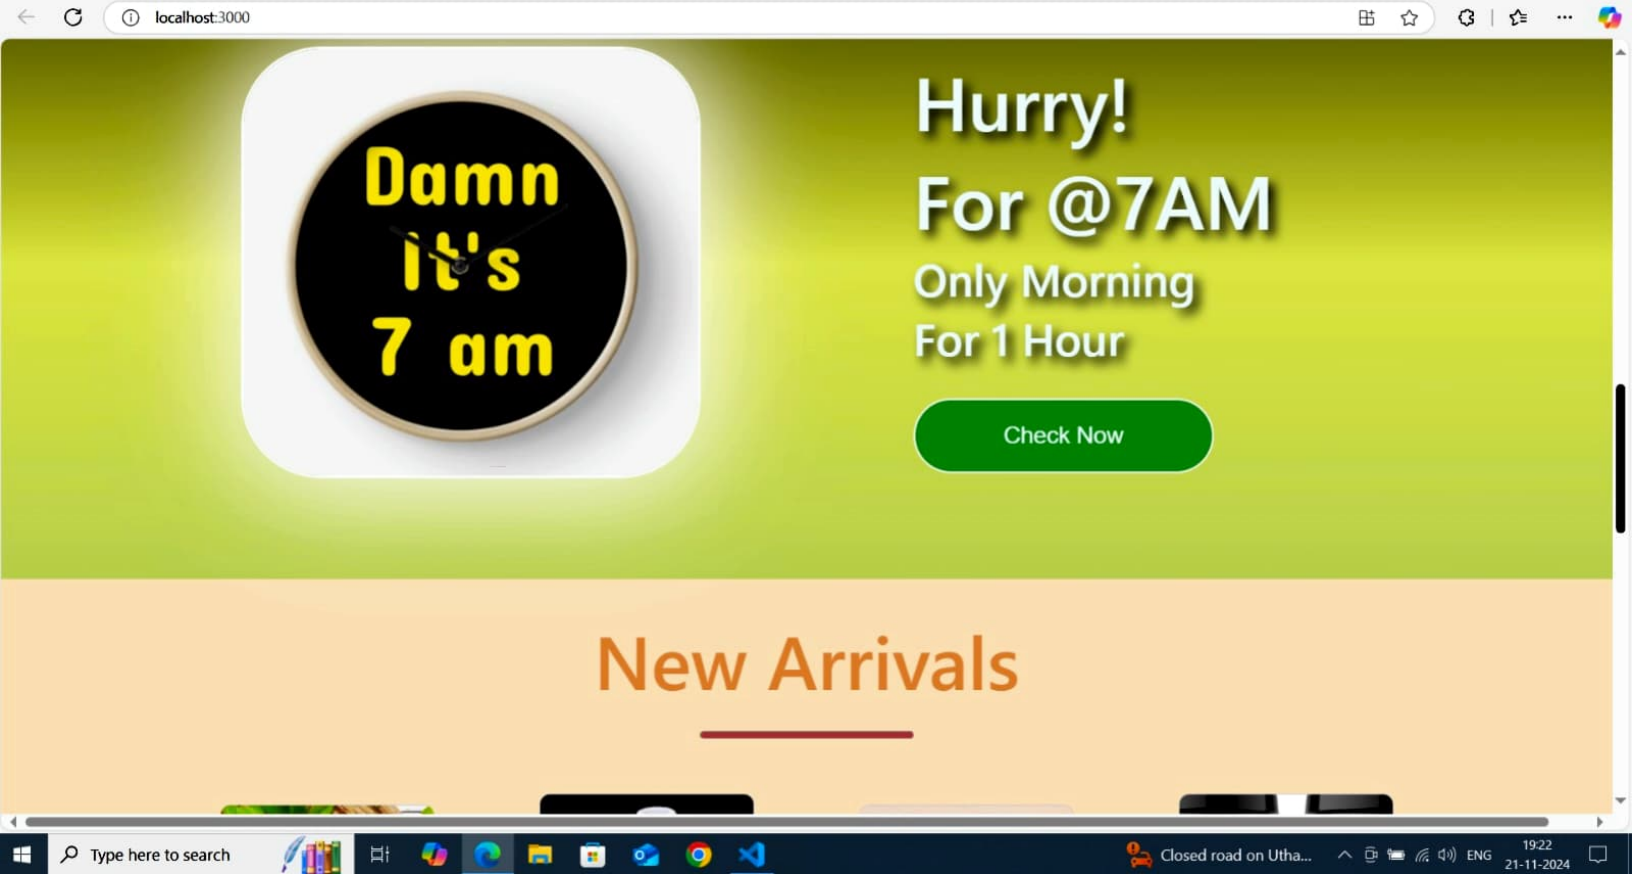 localhost:3000
Damn
It's
7 am
Hurry!
For @7AM
Only Morning
For 1 Hour
Check Now
New Arrivals
Type here to search
Closed road on Utha...
ENG
19:22
21-11-2024